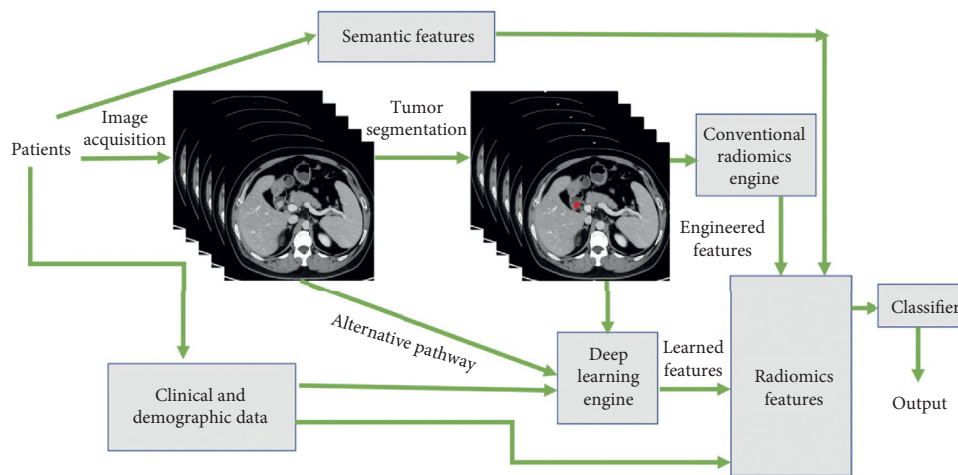 Semantic features
Patients
Image
acquisition
Tumor
segmentation
Conventional
radiomics
engine
Engineered
features
Alternative pathway
Clinical and
demographic data
Deep
learning
engine
Learned
features
Radiomics
features
Classifier
Output